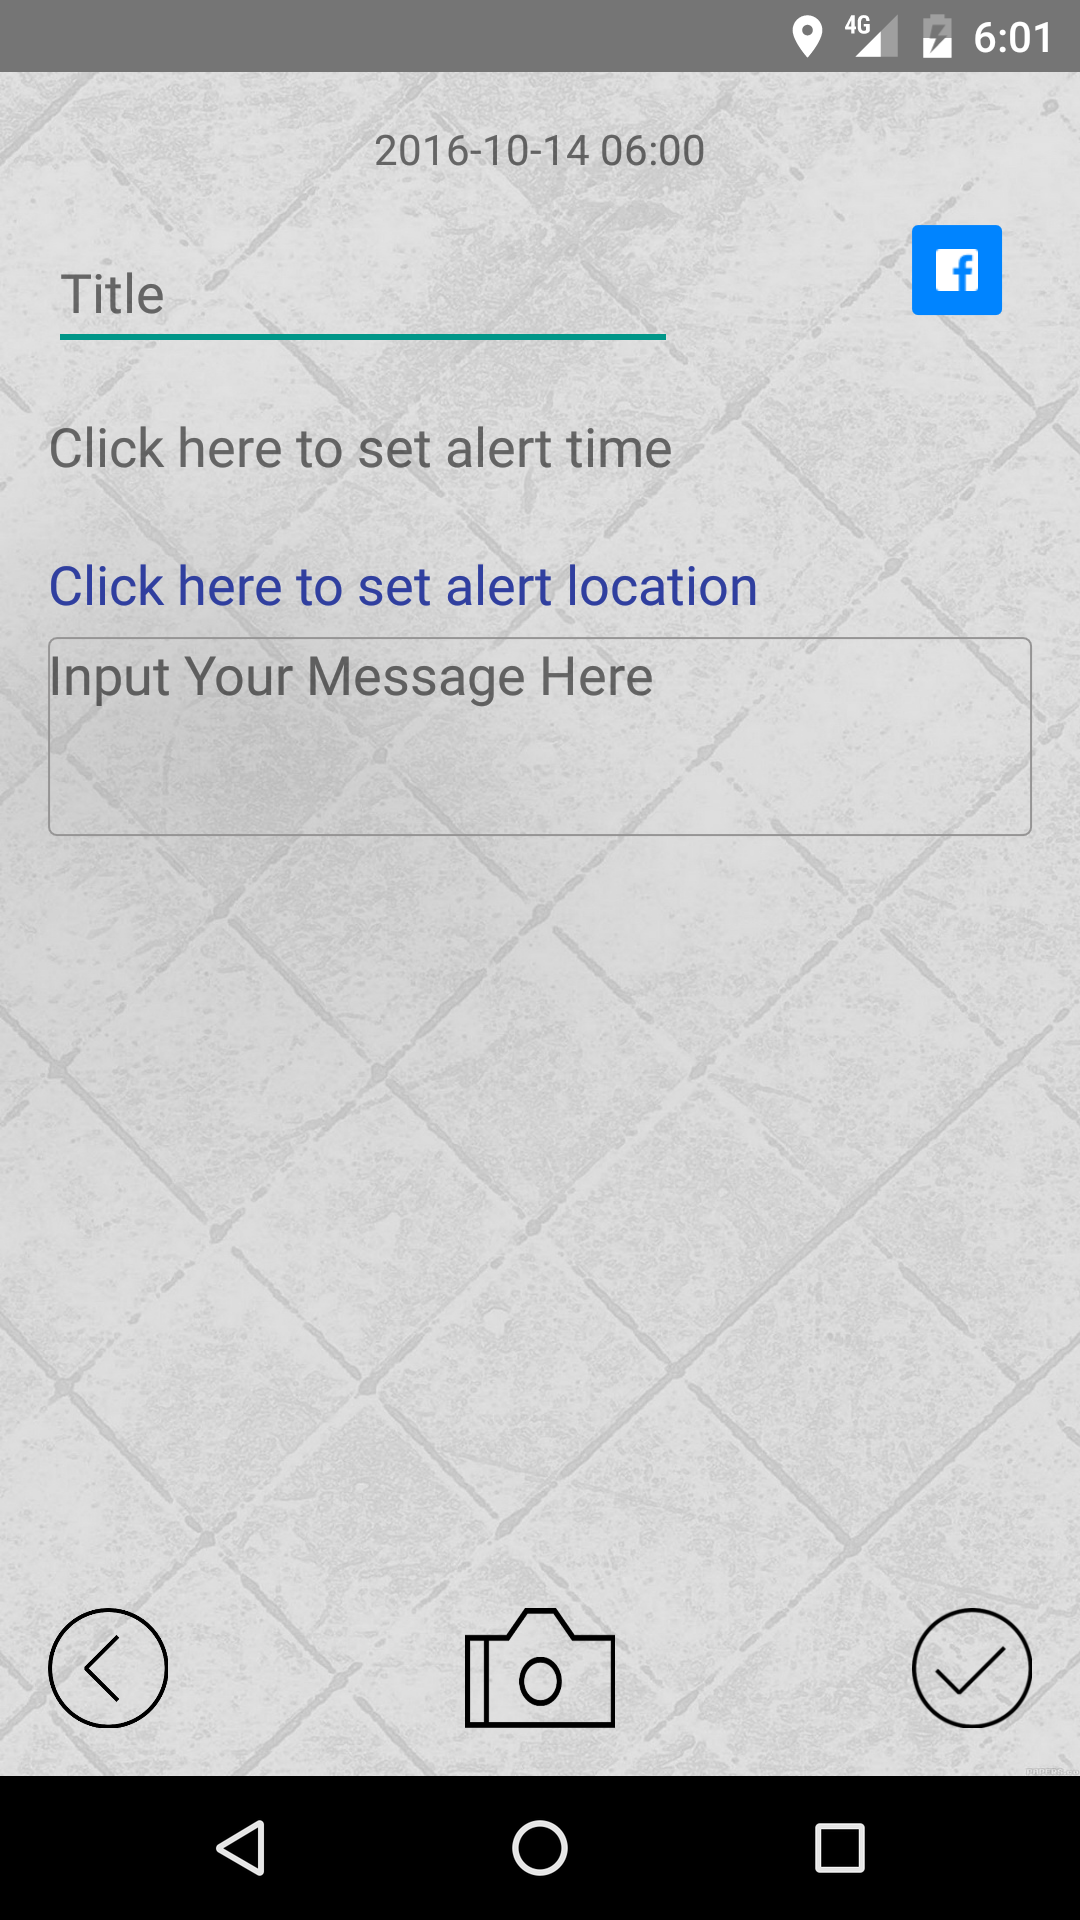 4G 6:01
2016-10-14 06:00
Title
Click here to set alert time
Click here to set alert location
Input Your Message Here